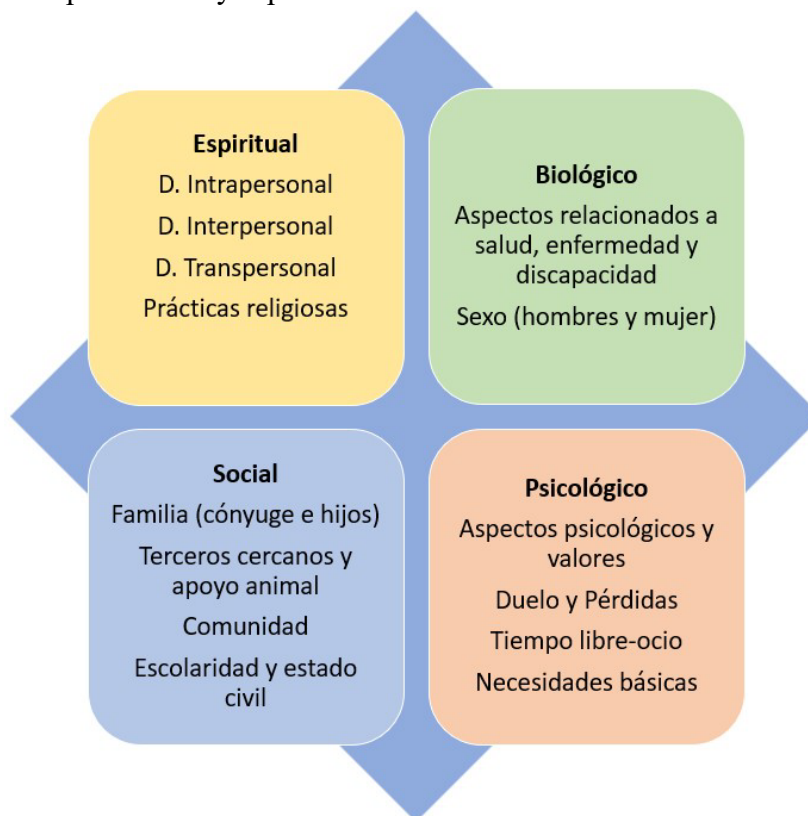 Espiritual
D. Intrapersonal
D. Interpersonal
D. Transpersonal
Prácticas religiosas
Biológico
Aspectos relacionados a
salud, enfermedad y
discapacidad
Sexo (hombres y mujer)
Social
Familia (cónyuge e hijos)
Terceros cercanos y
apoyo animal
Comunidad
Escolaridad y estado
civil
Psicológico
Aspectos psicológicos y
valores
Duelo y Pérdidas
Tiempo libre-ocio
Necesidades básicas